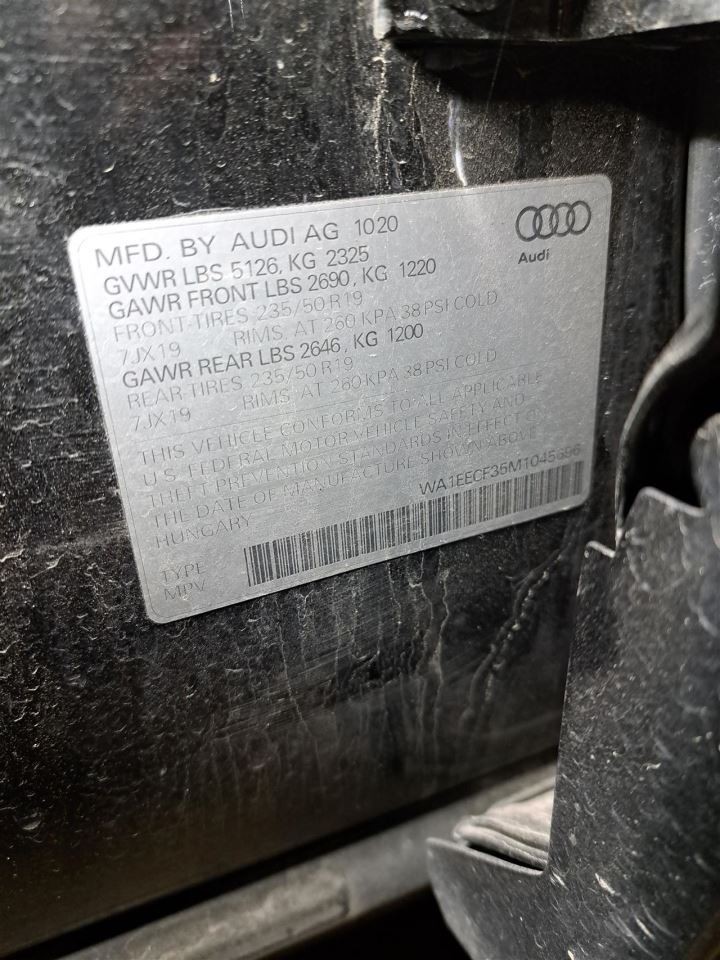 MFD. BY AUDI AG 1020
Audi
GVWR LBS 5126, KG 2325
GAWR FRONT LBS 2690, KG 1220
FRONT-TIRES 235/50 R19
7JX19 RIMS, AT 260 KPA 38 PSI COLD
GAWR REAR LBS 2646, KG 1200
REAR-TIRES 235/50 R19
7JX19 RIMS, AT 260 KPA 38 PSI COLD
THIS VEHICLE CONFORMS TO ALL APPLICABLE
U.S. FEDERAL MOTOR VEHICLE SAFETY AND
THEFT PREVENTION STANDARDS IN EFFECT ON
THE DATE OF MANUFACTURE SHOWN ABOVE
HUNGARY WA1EECF35M1045696
TYPE
MPV